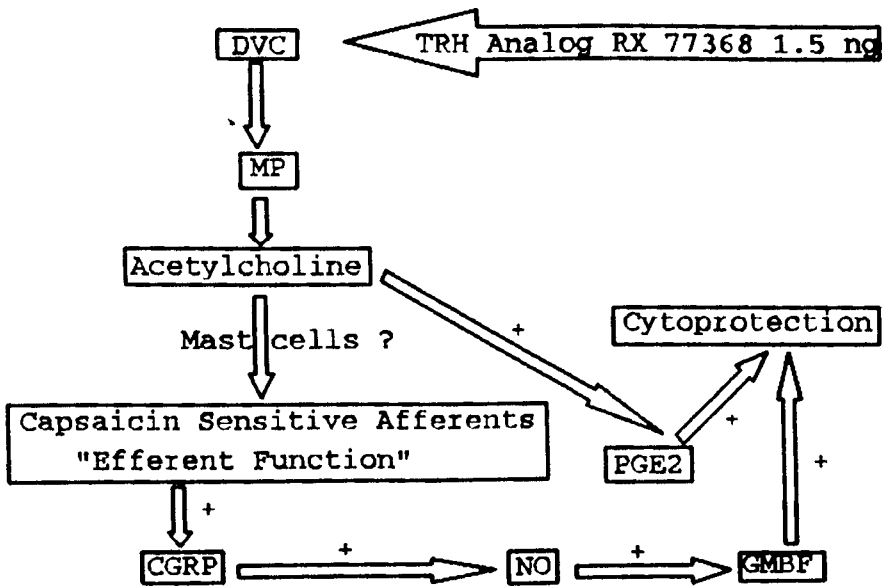 DVC
TRH Analog RX 77368 1.5 ng
MP
Acetylcholine
+
Cytoprotection
Mast cells ?
Capsaicin Sensitive Afferents
"Efferent Function"
+
PGE2
+
+
CGRP
+
NO
+
GMBF